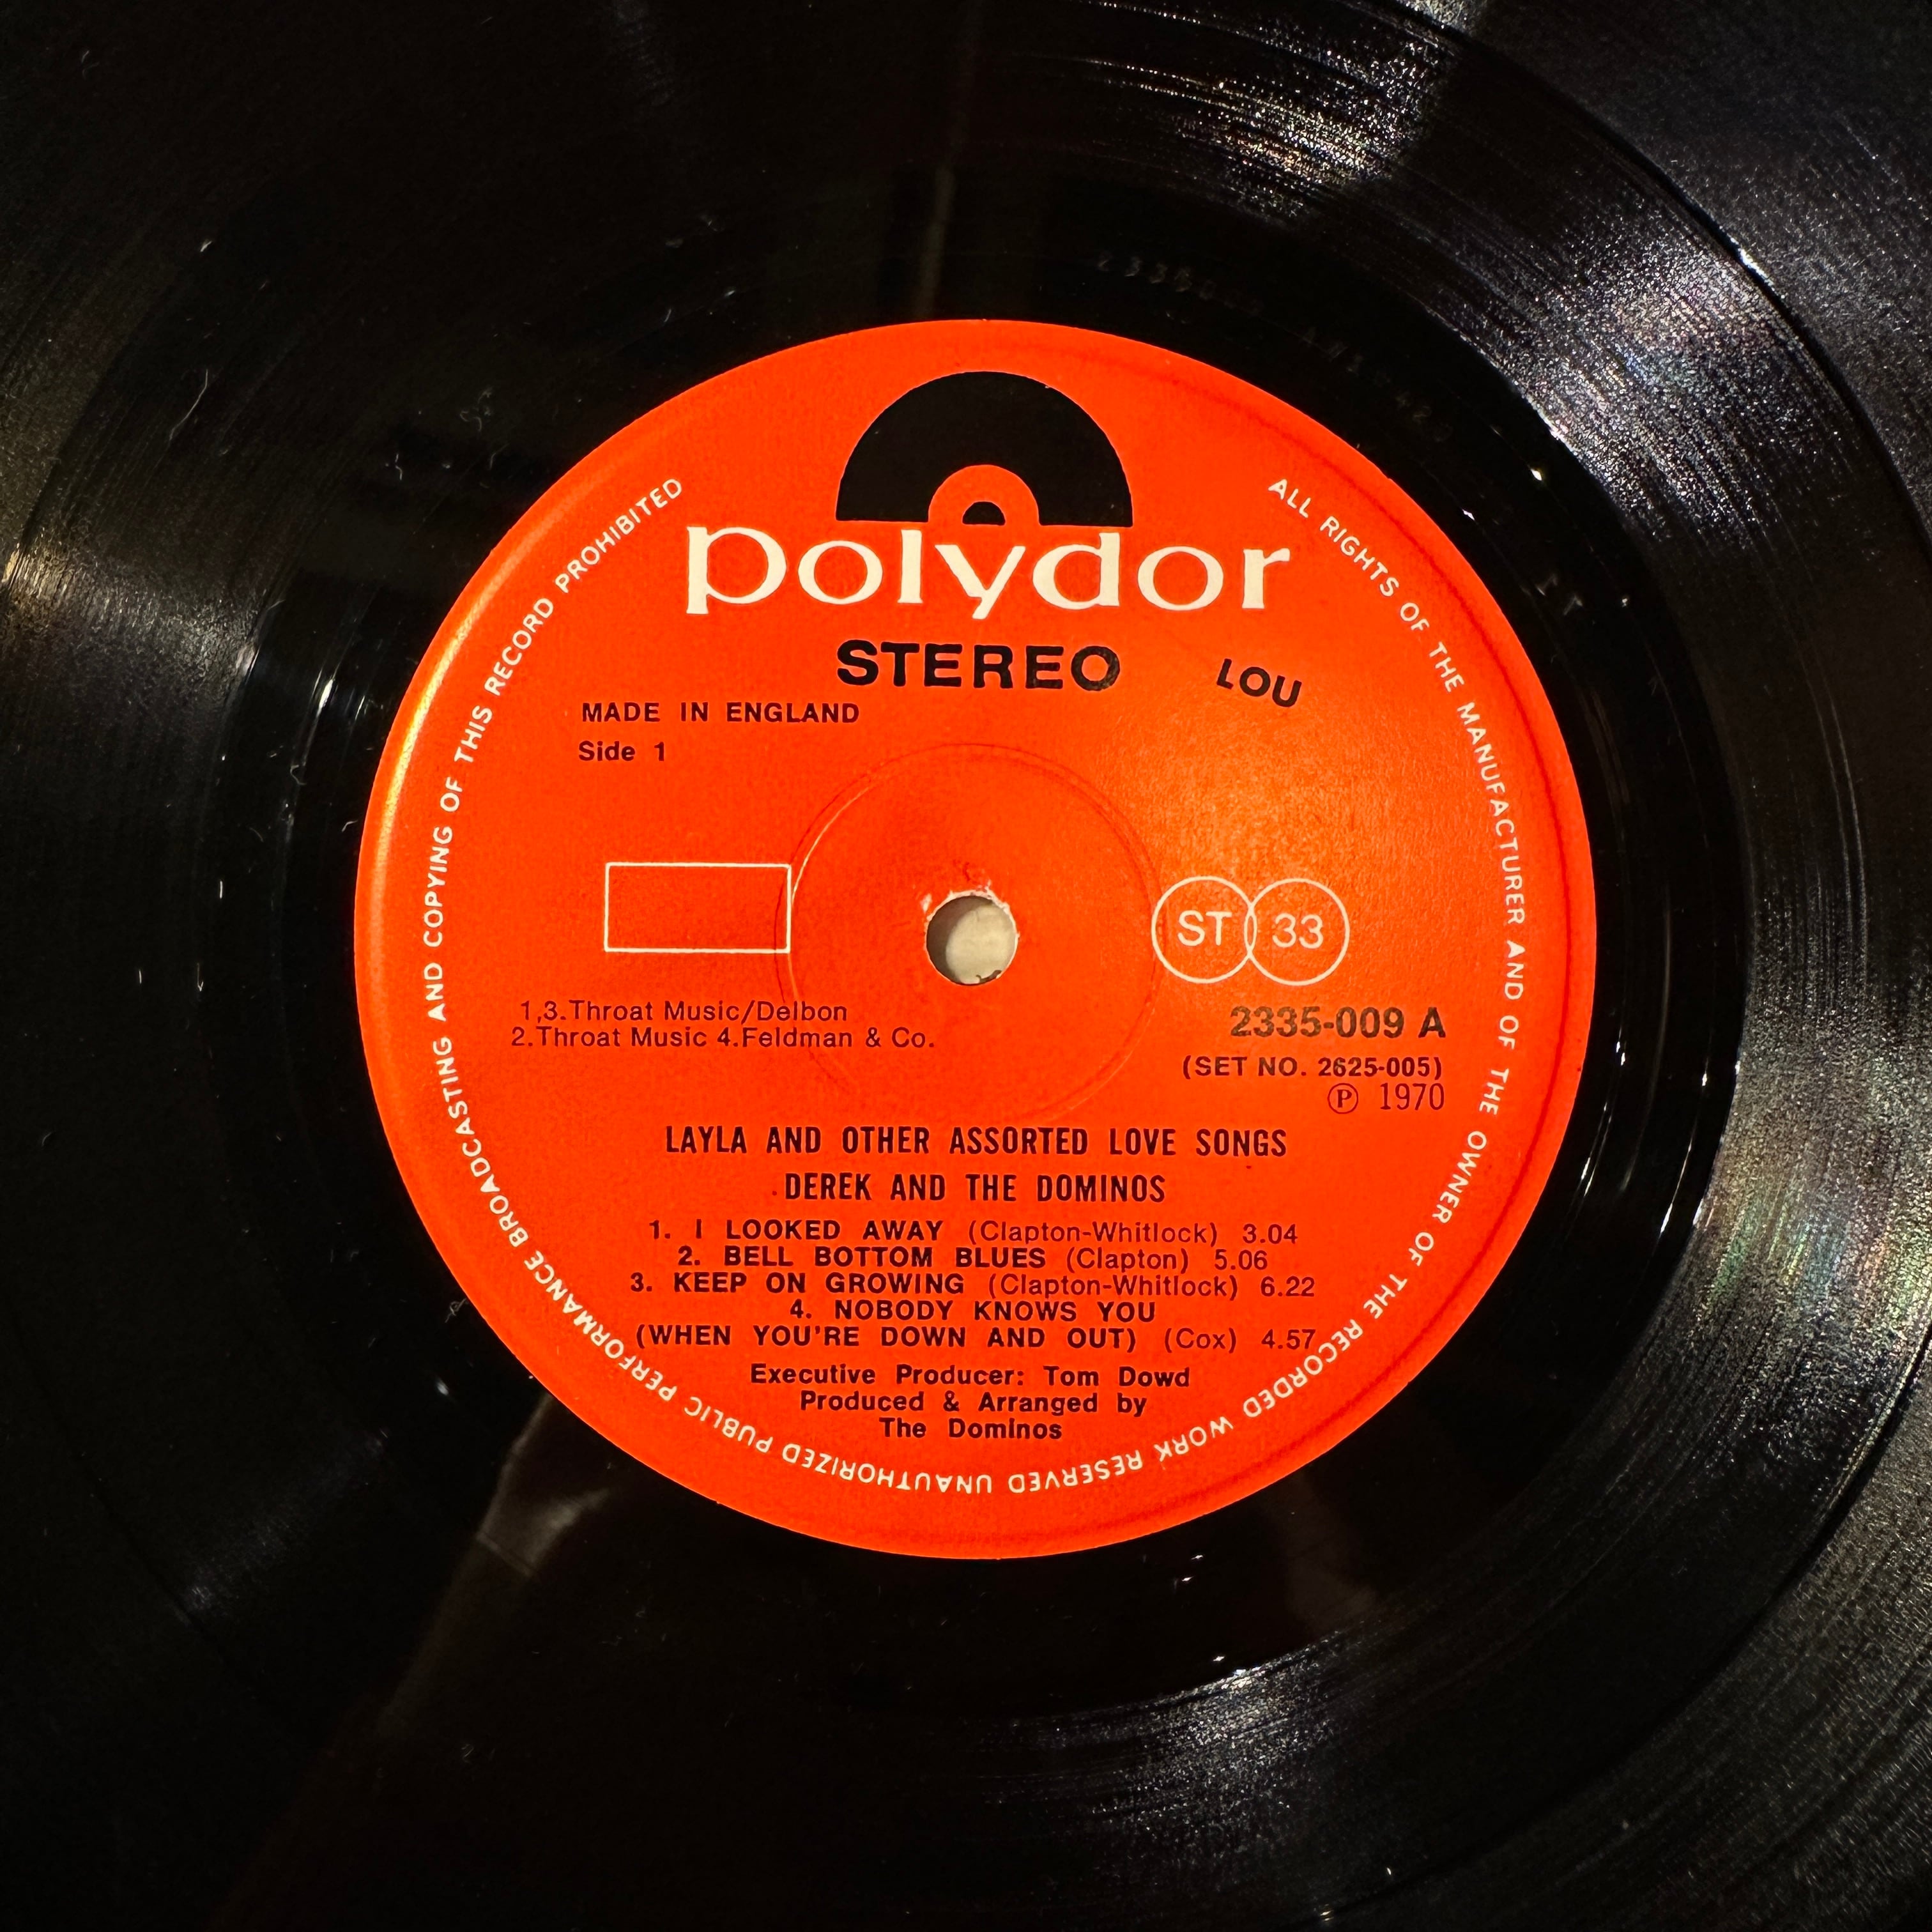 polydor
STEREO LOU
MADE IN ENGLAND
Side 1
ST 33
1,3.Throat Music/Delbon
2.Throat Music 4.Feldman & Co.
2335-009 A
(SET NO. 2625-005)
℗ 1970
LAYLA AND OTHER ASSORTED LOVE SONGS
DEREK AND THE DOMINOS
1. I LOOKED AWAY (Clapton-Whitlock) 3.04
2. BELL BOTTOM BLUES (Clapton) 5.06
3. KEEP ON GROWING (Clapton-Whitlock) 6.22
4. NOBODY KNOWS YOU
(WHEN YOU'RE DOWN AND OUT) (Cox) 4.57
Executive Producer: Tom Dowd
Produced & Arranged by
The Dominos
ALL RIGHTS OF THE MANUFACTURER AND OF THE OWNER OF THE RECORDED WORK RESERVED UNAUTHORIZED PUBLIC PERFORMANCE BROADCASTING AND COPYING OF THIS RECORD PROHIBITED